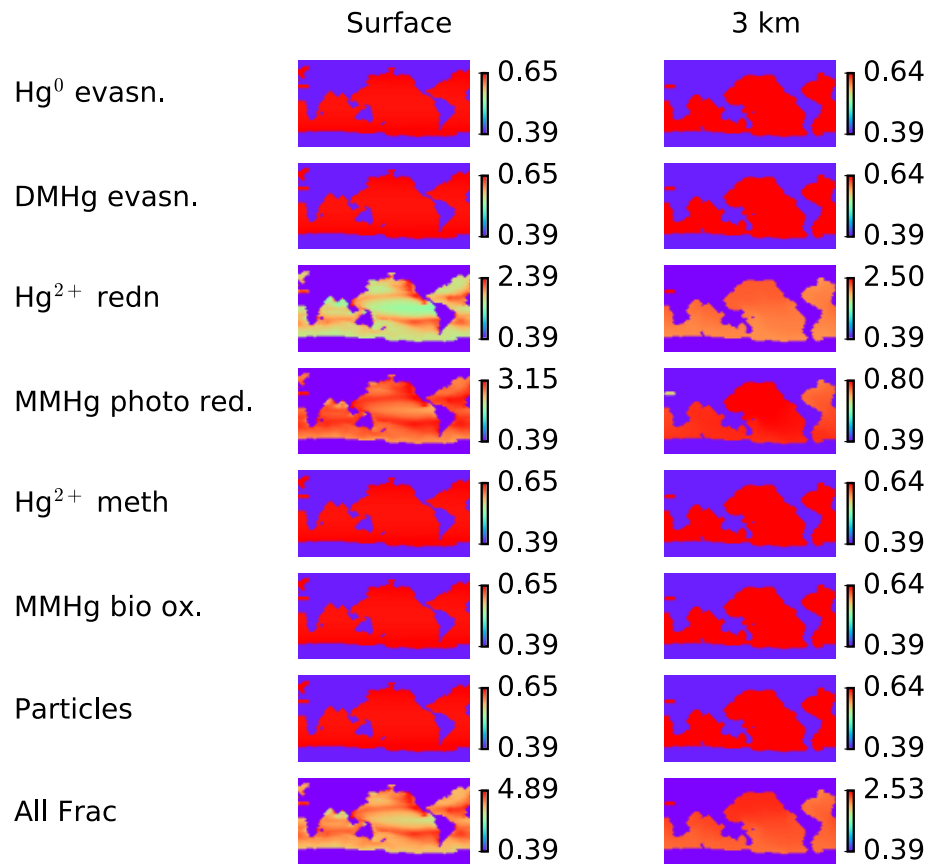 Surface 3 km
Hg⁰ evasn. 0.65 0.39 0.64 0.39
DMHg evasn. 0.65 0.39 0.64 0.39
Hg²⁺ redn 2.39 0.39 2.50 0.39
MMHg photo red. 3.15 0.39 0.80 0.39
Hg²⁺ meth 0.65 0.39 0.64 0.39
MMHg bio ox. 0.65 0.39 0.64 0.39
Particles 0.65 0.39 0.64 0.39
All Frac 4.89 0.39 2.53 0.39